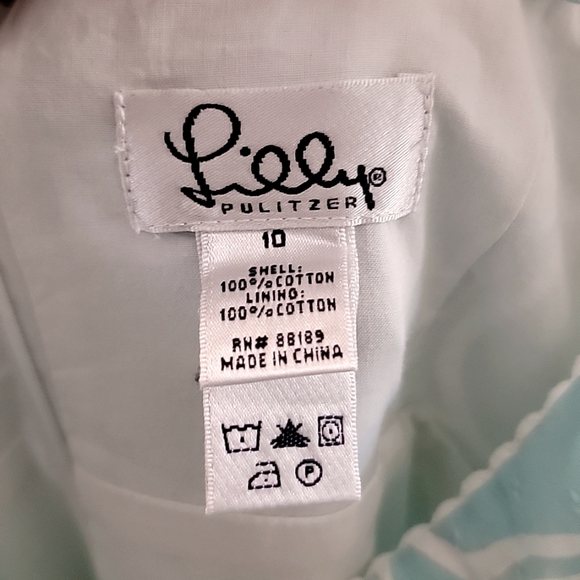 Lilly®
PULITZER
10
SHELL:
100%COTTON
LINING:
100%COTTON
RN# 88189
MADE IN CHINA
P